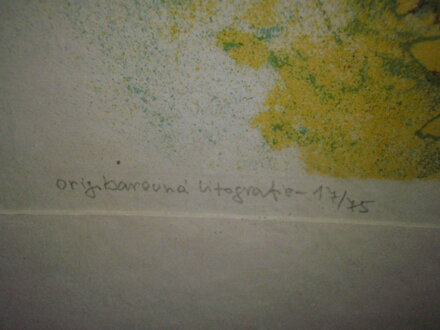 orig. barevná litografie - 17/75